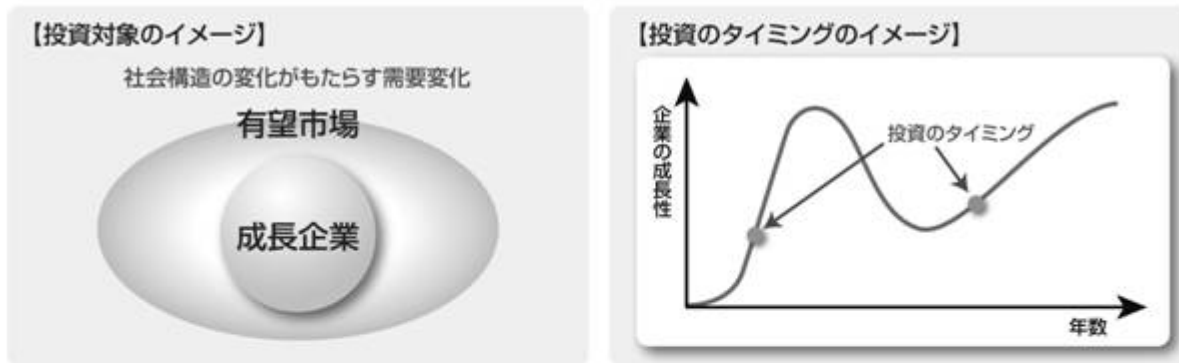 【投資対象のイメージ】
社会構造の変化がもたらす需要変化
有望市場
成長企業
【投資のタイミングのイメージ】
企業の成長性
投資のタイミング
年数